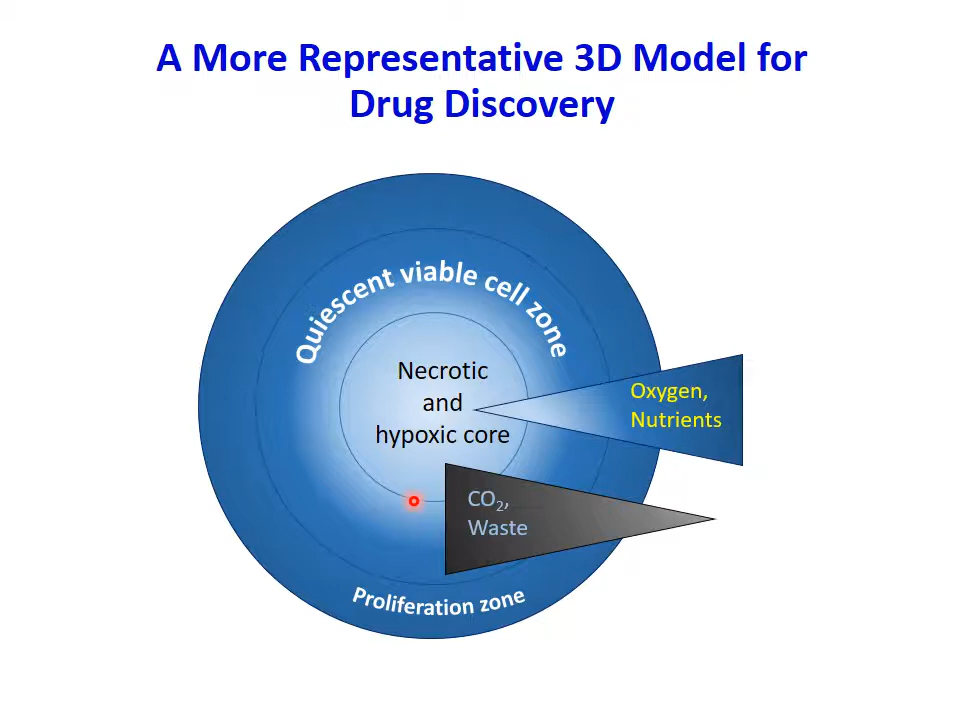 A More Representative 3D Model for
Drug Discovery
Quiescent viable cell zone
Necrotic
and
hypoxic core
Oxygen,
Nutrients
CO₂,
Waste
Proliferation zone